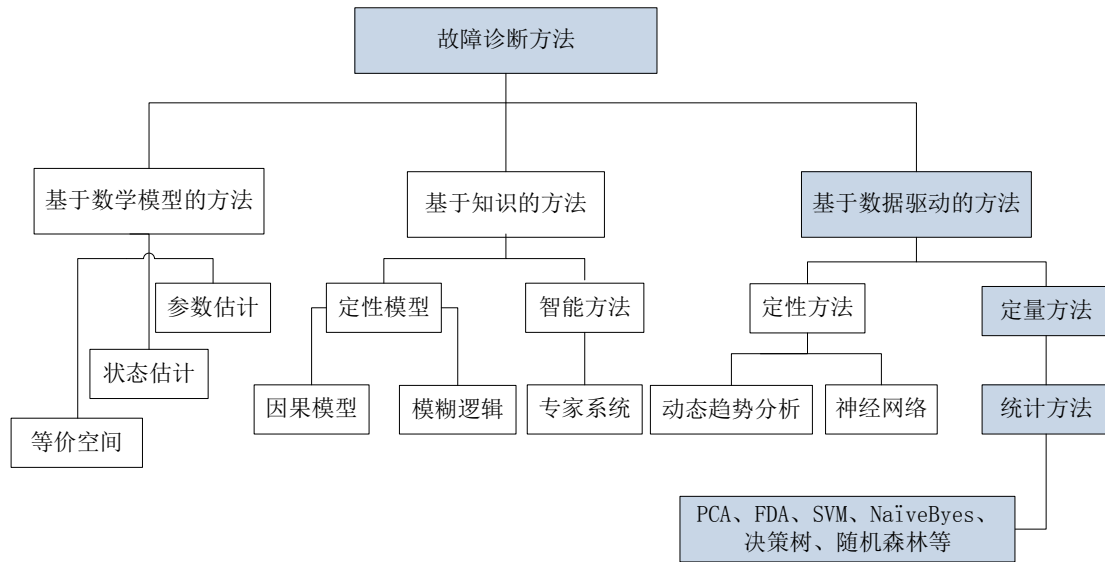 故障诊断方法
基于数学模型的方法
基于知识的方法
基于数据驱动的方法
参数估计
定性模型
智能方法
定性方法
定量方法
状态估计
因果模型
模糊逻辑
专家系统
动态趋势分析
神经网络
统计方法
等价空间
PCA、FDA、SVM、NaïveByes、
决策树、随机森林等